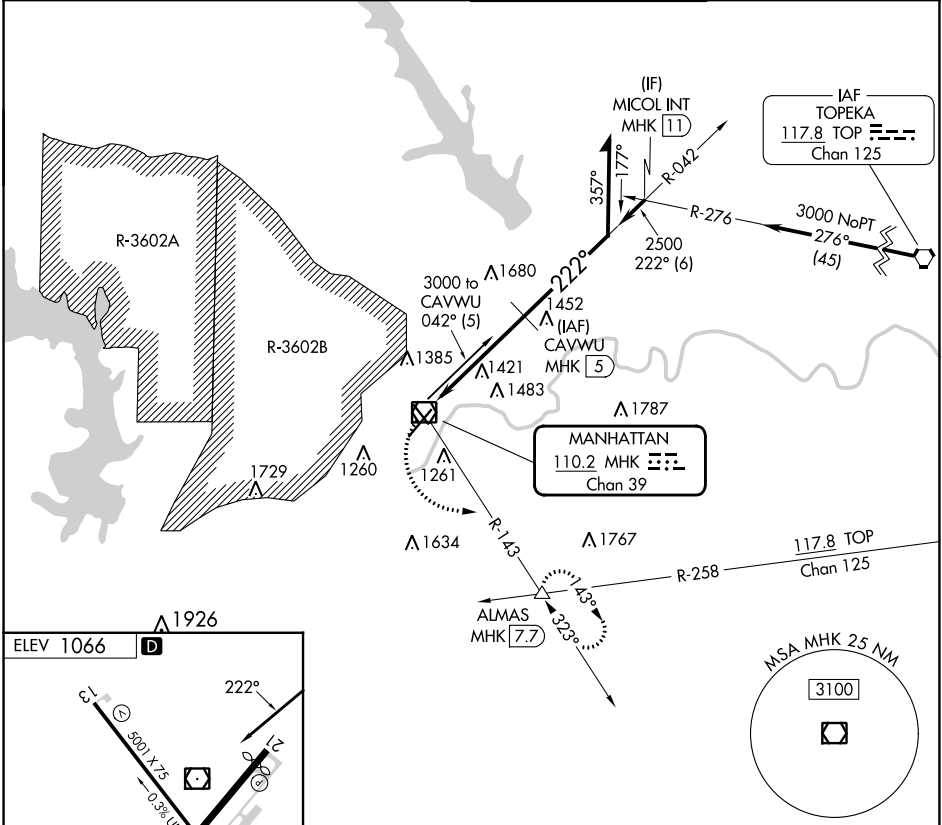 (IF)
MICOL INT
MHK 11
IAF
TOPEKA
117.8 TOP
Chan 125
R-042
357°
177°
R-276
3000 NoPT
276°
(45)
2500
222° (6)
R-3602A
R-3602B
222°
1680
3000 to
CAVWU
042° (5)
1452
(IAF)
CAVWU
MHK 5
1385
1421
1483
1787
MANHATTAN
110.2 MHK
Chan 39
1729
1260
1261
R-143
1634
1767
117.8 TOP
Chan 125
R-258
ALMAS
MHK 7.7
143°
323°
1926
ELEV 1066
D
222°
13
V
5001 X 75
0.3% U
21
P
MSA MHK 25 NM
3100